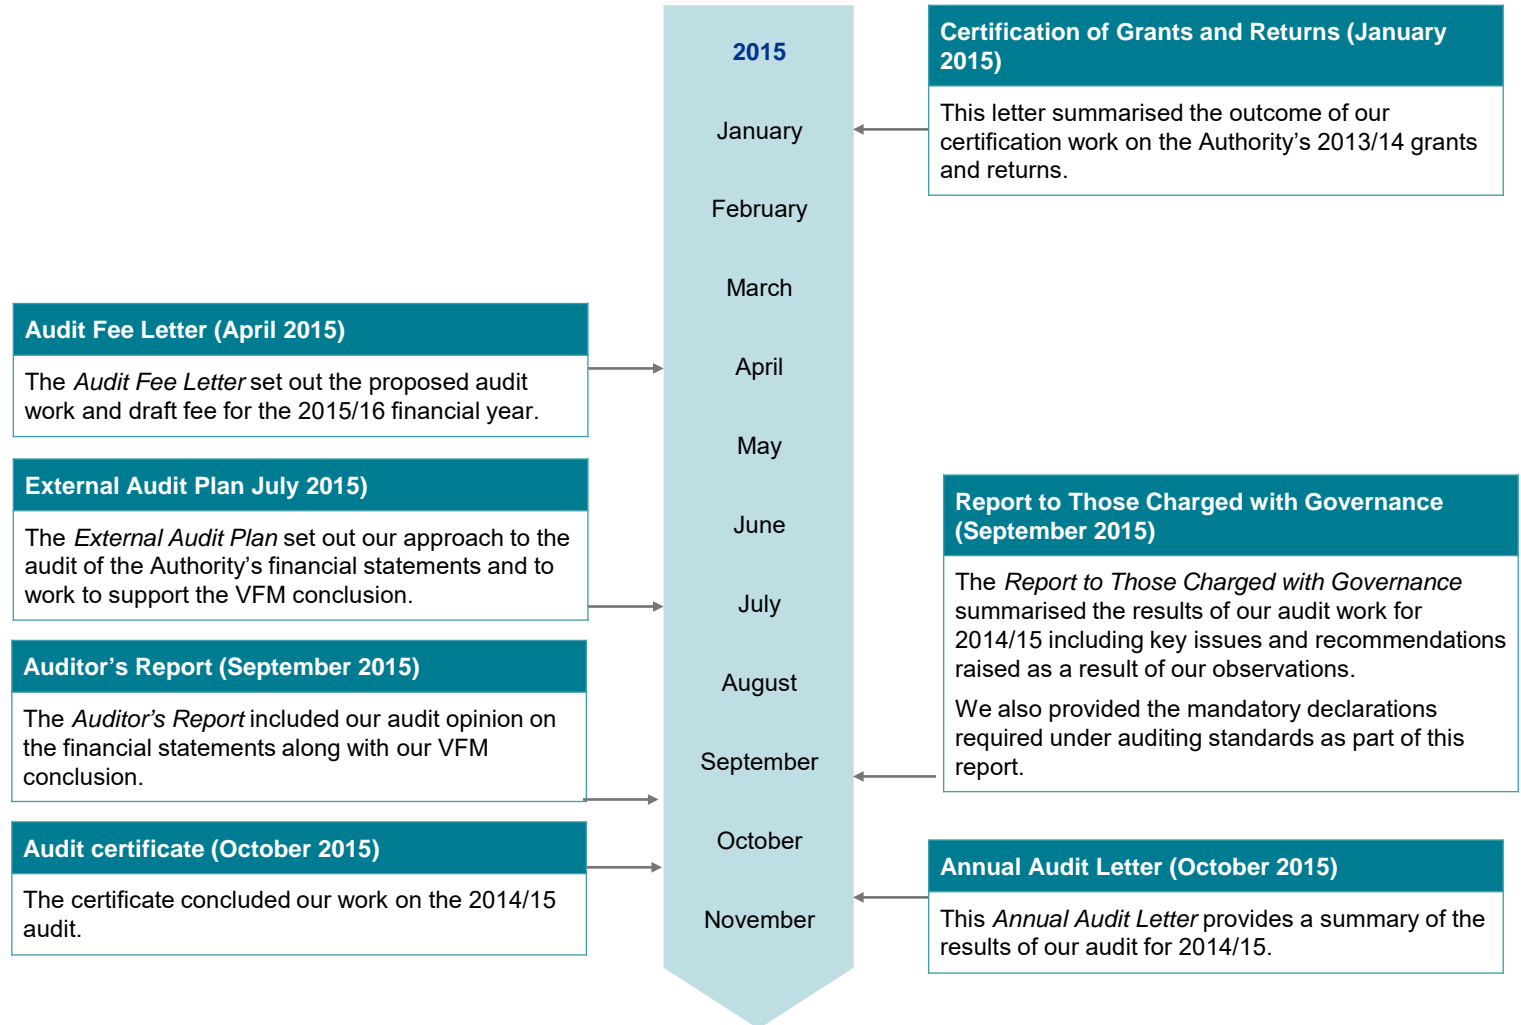 2015
January
February
March
April
May
June
July
August
September
October
November
Certification of Grants and Returns (January
2015)
This letter summarised the outcome of our
certification work on the Authority’s 2013/14 grants
and returns.
Audit Fee Letter (April 2015)
The Audit Fee Letter set out the proposed audit
work and draft fee for the 2015/16 financial year.
External Audit Plan July 2015)
The External Audit Plan set out our approach to the
audit of the Authority’s financial statements and to
work to support the VFM conclusion.
Auditor’s Report (September 2015)
The Auditor’s Report included our audit opinion on
the financial statements along with our VFM
conclusion.
Audit certificate (October 2015)
The certificate concluded our work on the 2014/15
audit.
Report to Those Charged with Governance
(September 2015)
The Report to Those Charged with Governance
summarised the results of our audit work for
2014/15 including key issues and recommendations
raised as a result of our observations.
We also provided the mandatory declarations
required under auditing standards as part of this
report.
Annual Audit Letter (October 2015)
This Annual Audit Letter provides a summary of the
results of our audit for 2014/15.